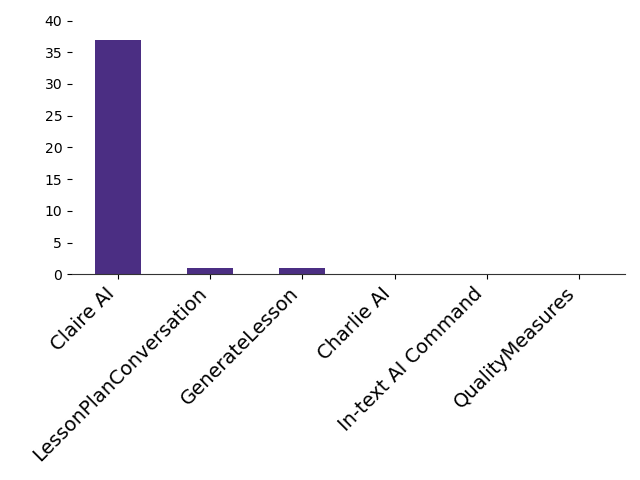 40
35
30
25
20
15
10
5
0
Claire AI
LessonPlanConversation
GenerateLesson
Charlie AI
In-text AI Command
QualityMeasures